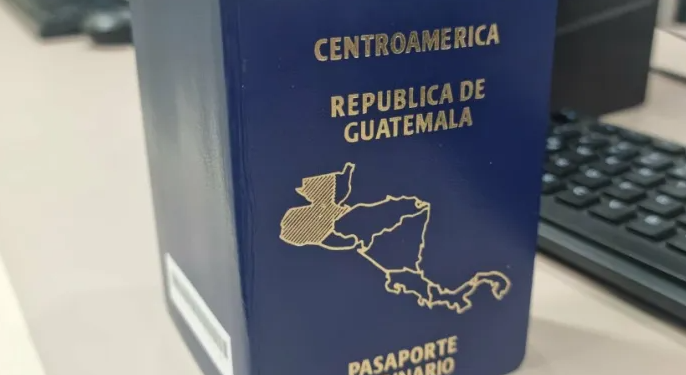 CENTROAMERICA
REPUBLICA DE
GUATEMALA
PASAPORTE